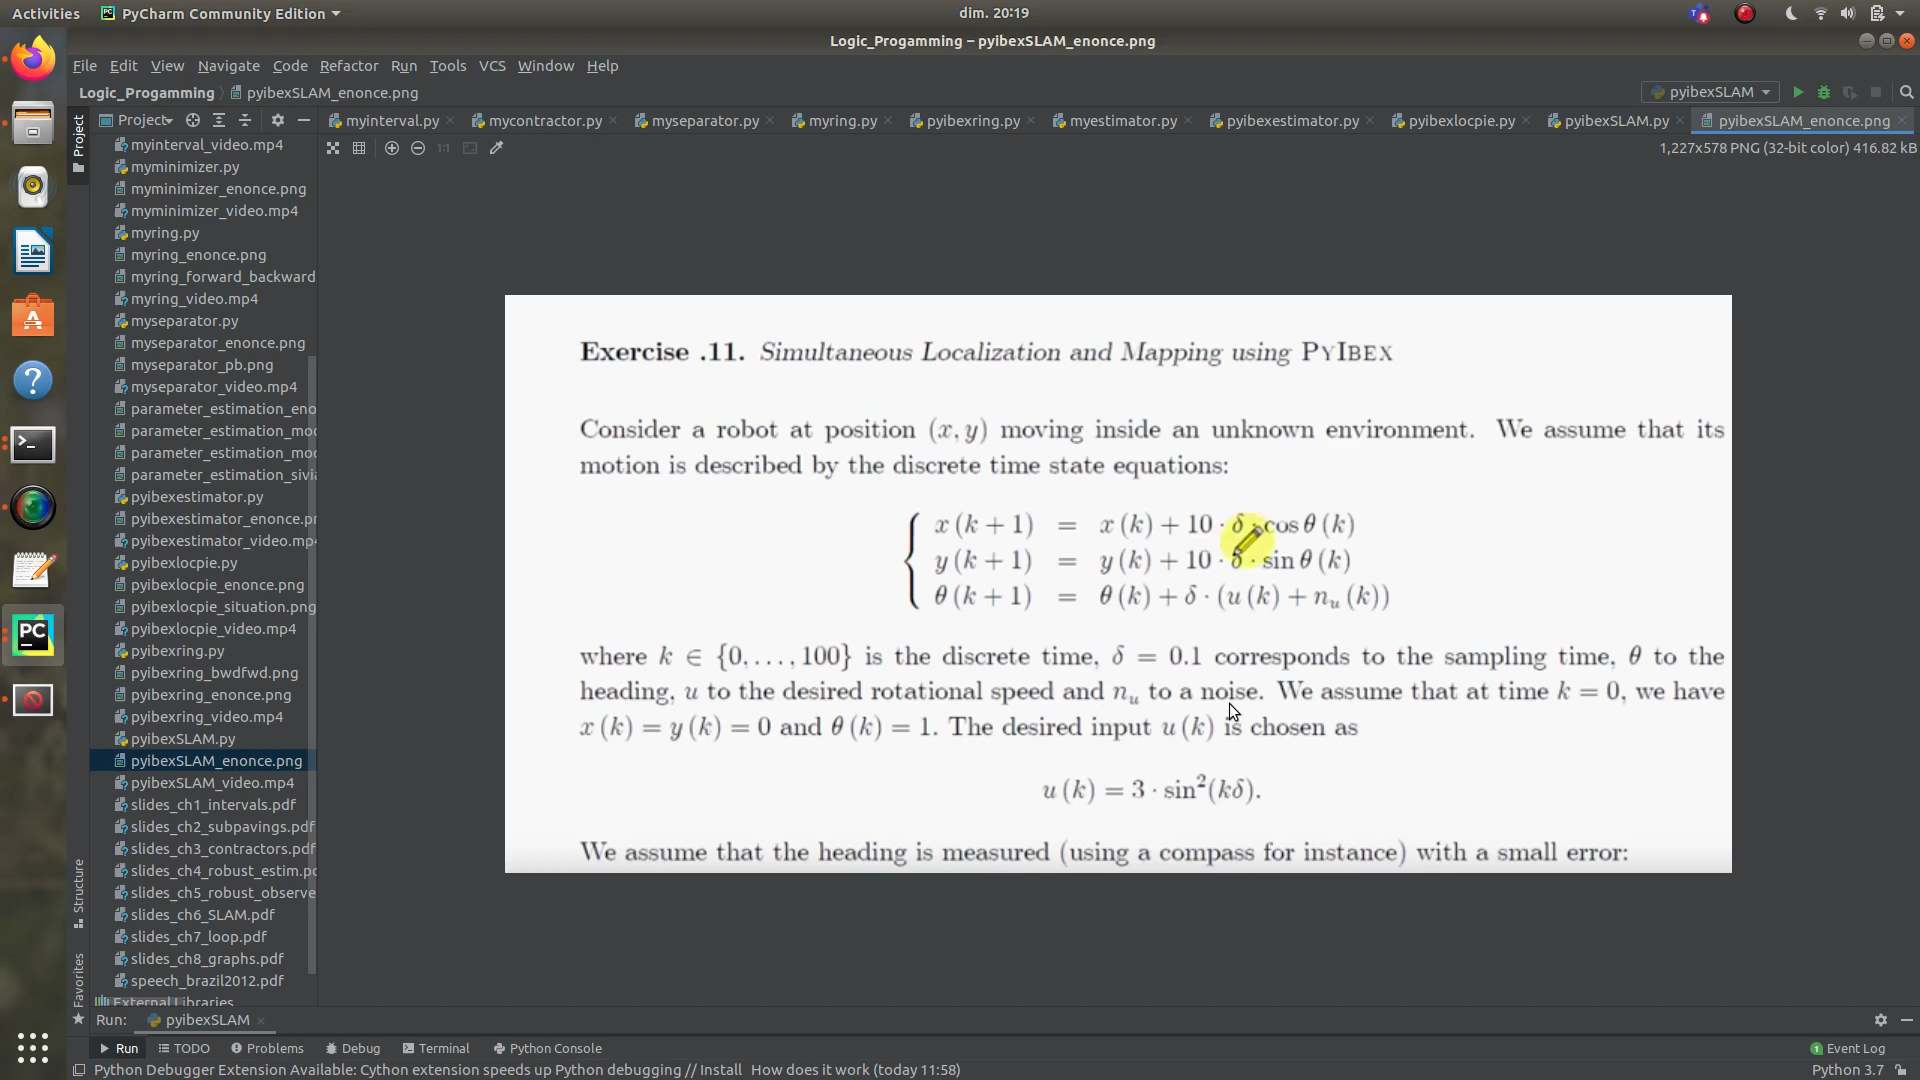 Activities PyCharm Community Edition dim. 20:19
Logic_Progamming – pyibexSLAM_enonce.png
File Edit View Navigate Code Refactor Run Tools VCS Window Help
Logic_Progamming pyibexSLAM_enonce.png pyibexSLAM
Project myinterval.py mycontractor.py myseparator.py myring.py pyibexring.py myestimator.py pyibexestimator.py pyibexlocpie.py pyibexSLAM.py pyibexSLAM_enonce.png
1:1 1,227x578 PNG (32-bit color) 416.82 kB
Project
myinterval_video.mp4
myminimizer.py
myminimizer_enonce.png
myminimizer_video.mp4
myring.py
myring_enonce.png
myring_forward_backward
myring_video.mp4
myseparator.py
myseparator_enonce.png
myseparator_pb.png
myseparator_video.mp4
parameter_estimation_eno
parameter_estimation_mod
parameter_estimation_mod
parameter_estimation_sivia
pyibexestimator.py
pyibexestimator_enonce.pn
pyibexestimator_video.mp4
pyibexlocpie.py
pyibexlocpie_enonce.png
pyibexlocpie_situation.png
pyibexlocpie_video.mp4
pyibexring.py
pyibexring_bwdfwd.png
pyibexring_enonce.png
pyibexring_video.mp4
pyibexSLAM.py
pyibexSLAM_enonce.png
pyibexSLAM_video.mp4
slides_ch1_intervals.pdf
slides_ch2_subpavings.pdf
slides_ch3_contractors.pdf
slides_ch4_robust_estim.pd
slides_ch5_robust_observe
slides_ch6_SLAM.pdf
slides_ch7_loop.pdf
slides_ch8_graphs.pdf
speech_brazil2012.pdf
External Libraries
Structure
Favorites
Exercise .11. Simultaneous Localization and Mapping using PYIBEX
Consider a robot at position (x, y) moving inside an unknown environment. We assume that its
motion is described by the discrete time state equations:
x (k + 1) = x (k) + 10 · δ · cos θ (k)
y (k + 1) = y (k) + 10 · δ · sin θ (k)
θ (k + 1) = θ (k) + δ · (u (k) + nᵤ (k))
where k ∈ {0, . . . , 100} is the discrete time, δ = 0.1 corresponds to the sampling time, θ to the
heading, u to the desired rotational speed and nᵤ to a noise. We assume that at time k = 0, we have
x (k) = y (k) = 0 and θ (k) = 1. The desired input u (k) is chosen as
u (k) = 3 · sin²(kδ).
We assume that the heading is measured (using a compass for instance) with a small error:
Run: pyibexSLAM
Run TODO Problems Debug Terminal Python Console 1 Event Log
Python Debugger Extension Available: Cython extension speeds up Python debugging // Install How does it work (today 11:58) Python 3.7